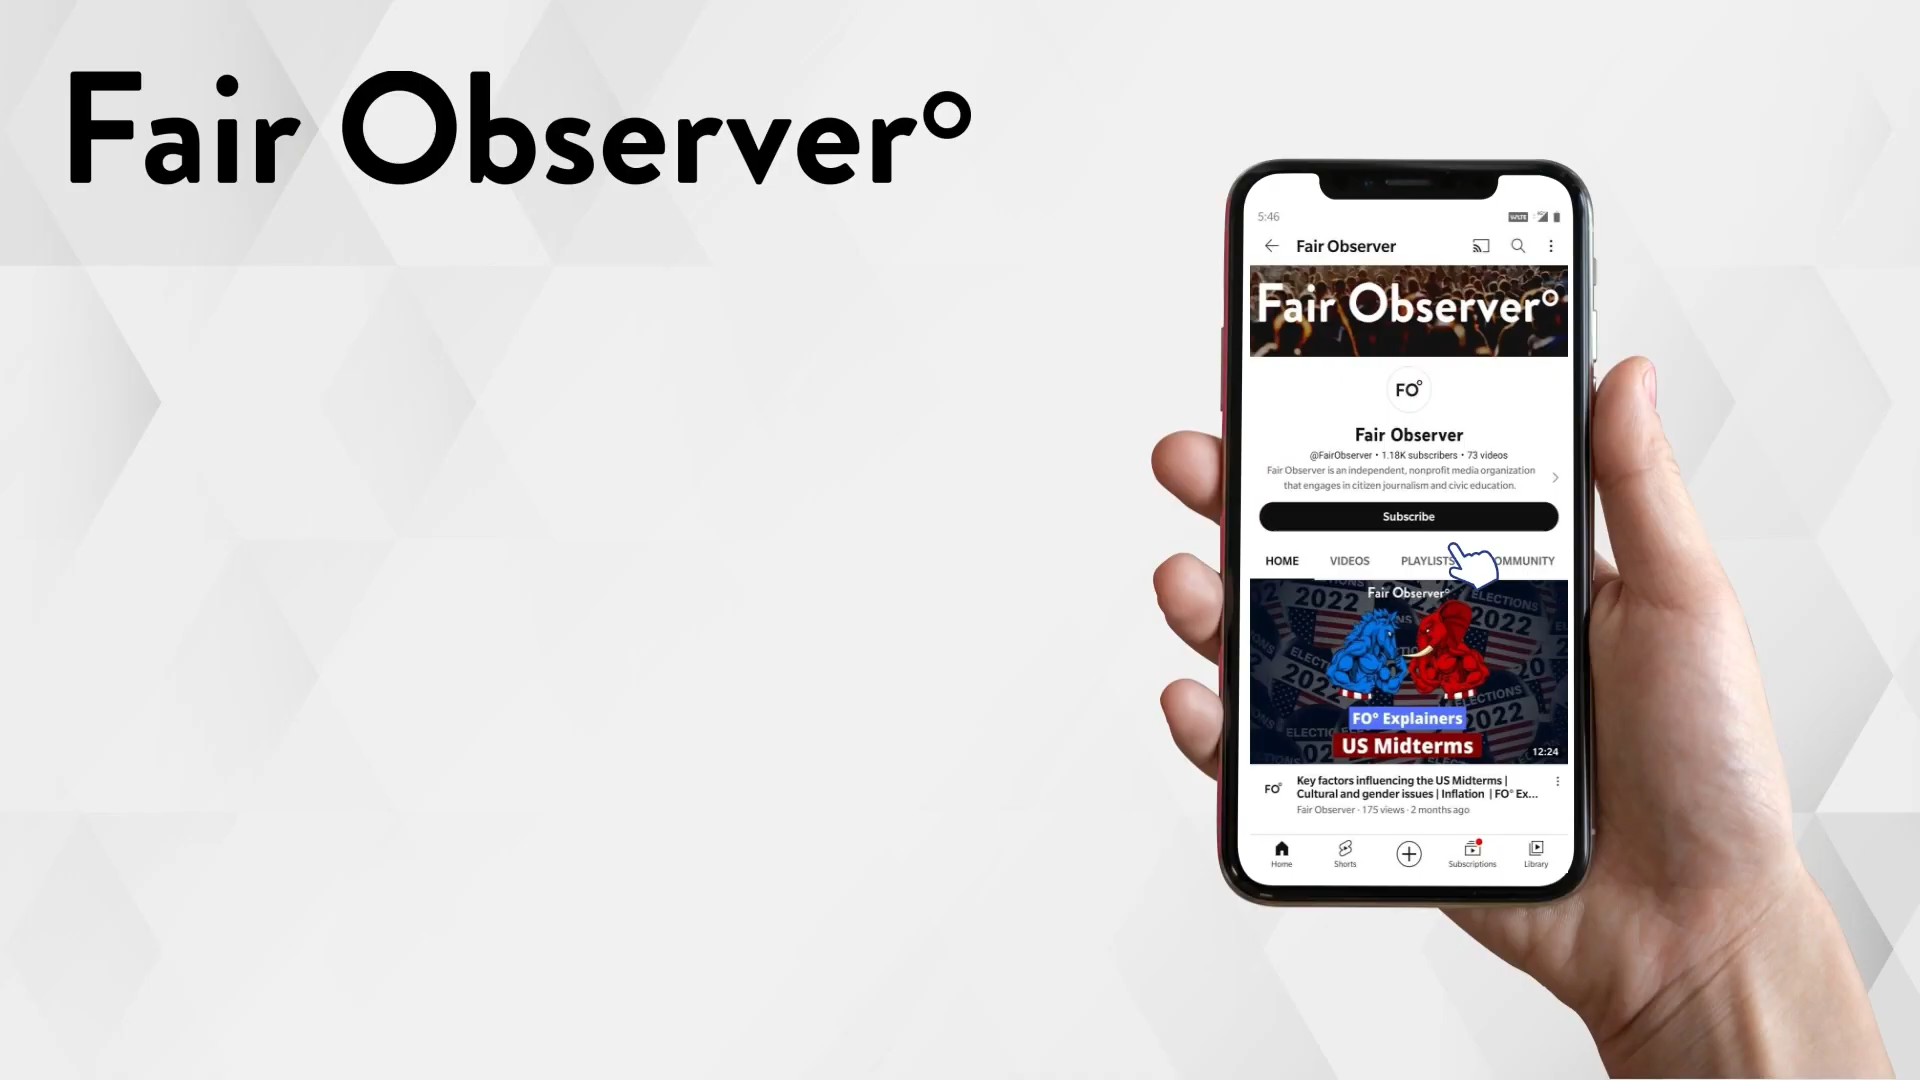 Fair Observer°
5:46
Fair Observer
Fair Observer°
FO°
Fair Observer
@FairObserver • 1.18K subscribers • 73 videos
Fair Observer is an independent, nonprofit media organization
that engages in citizen journalism and civic education.
Subscribe
HOME VIDEOS PLAYLISTS OMMUNITY
Fair Observer°
2022
ELECTIONS
2022
ELECTIONS
2022
FO° Explainers
US Midterms
12:24
FO°
Key factors influencing the US Midterms |
Cultural and gender issues | Inflation | FO° Ex...
Fair Observer · 175 views · 2 months ago
Home Shorts Subscriptions Library